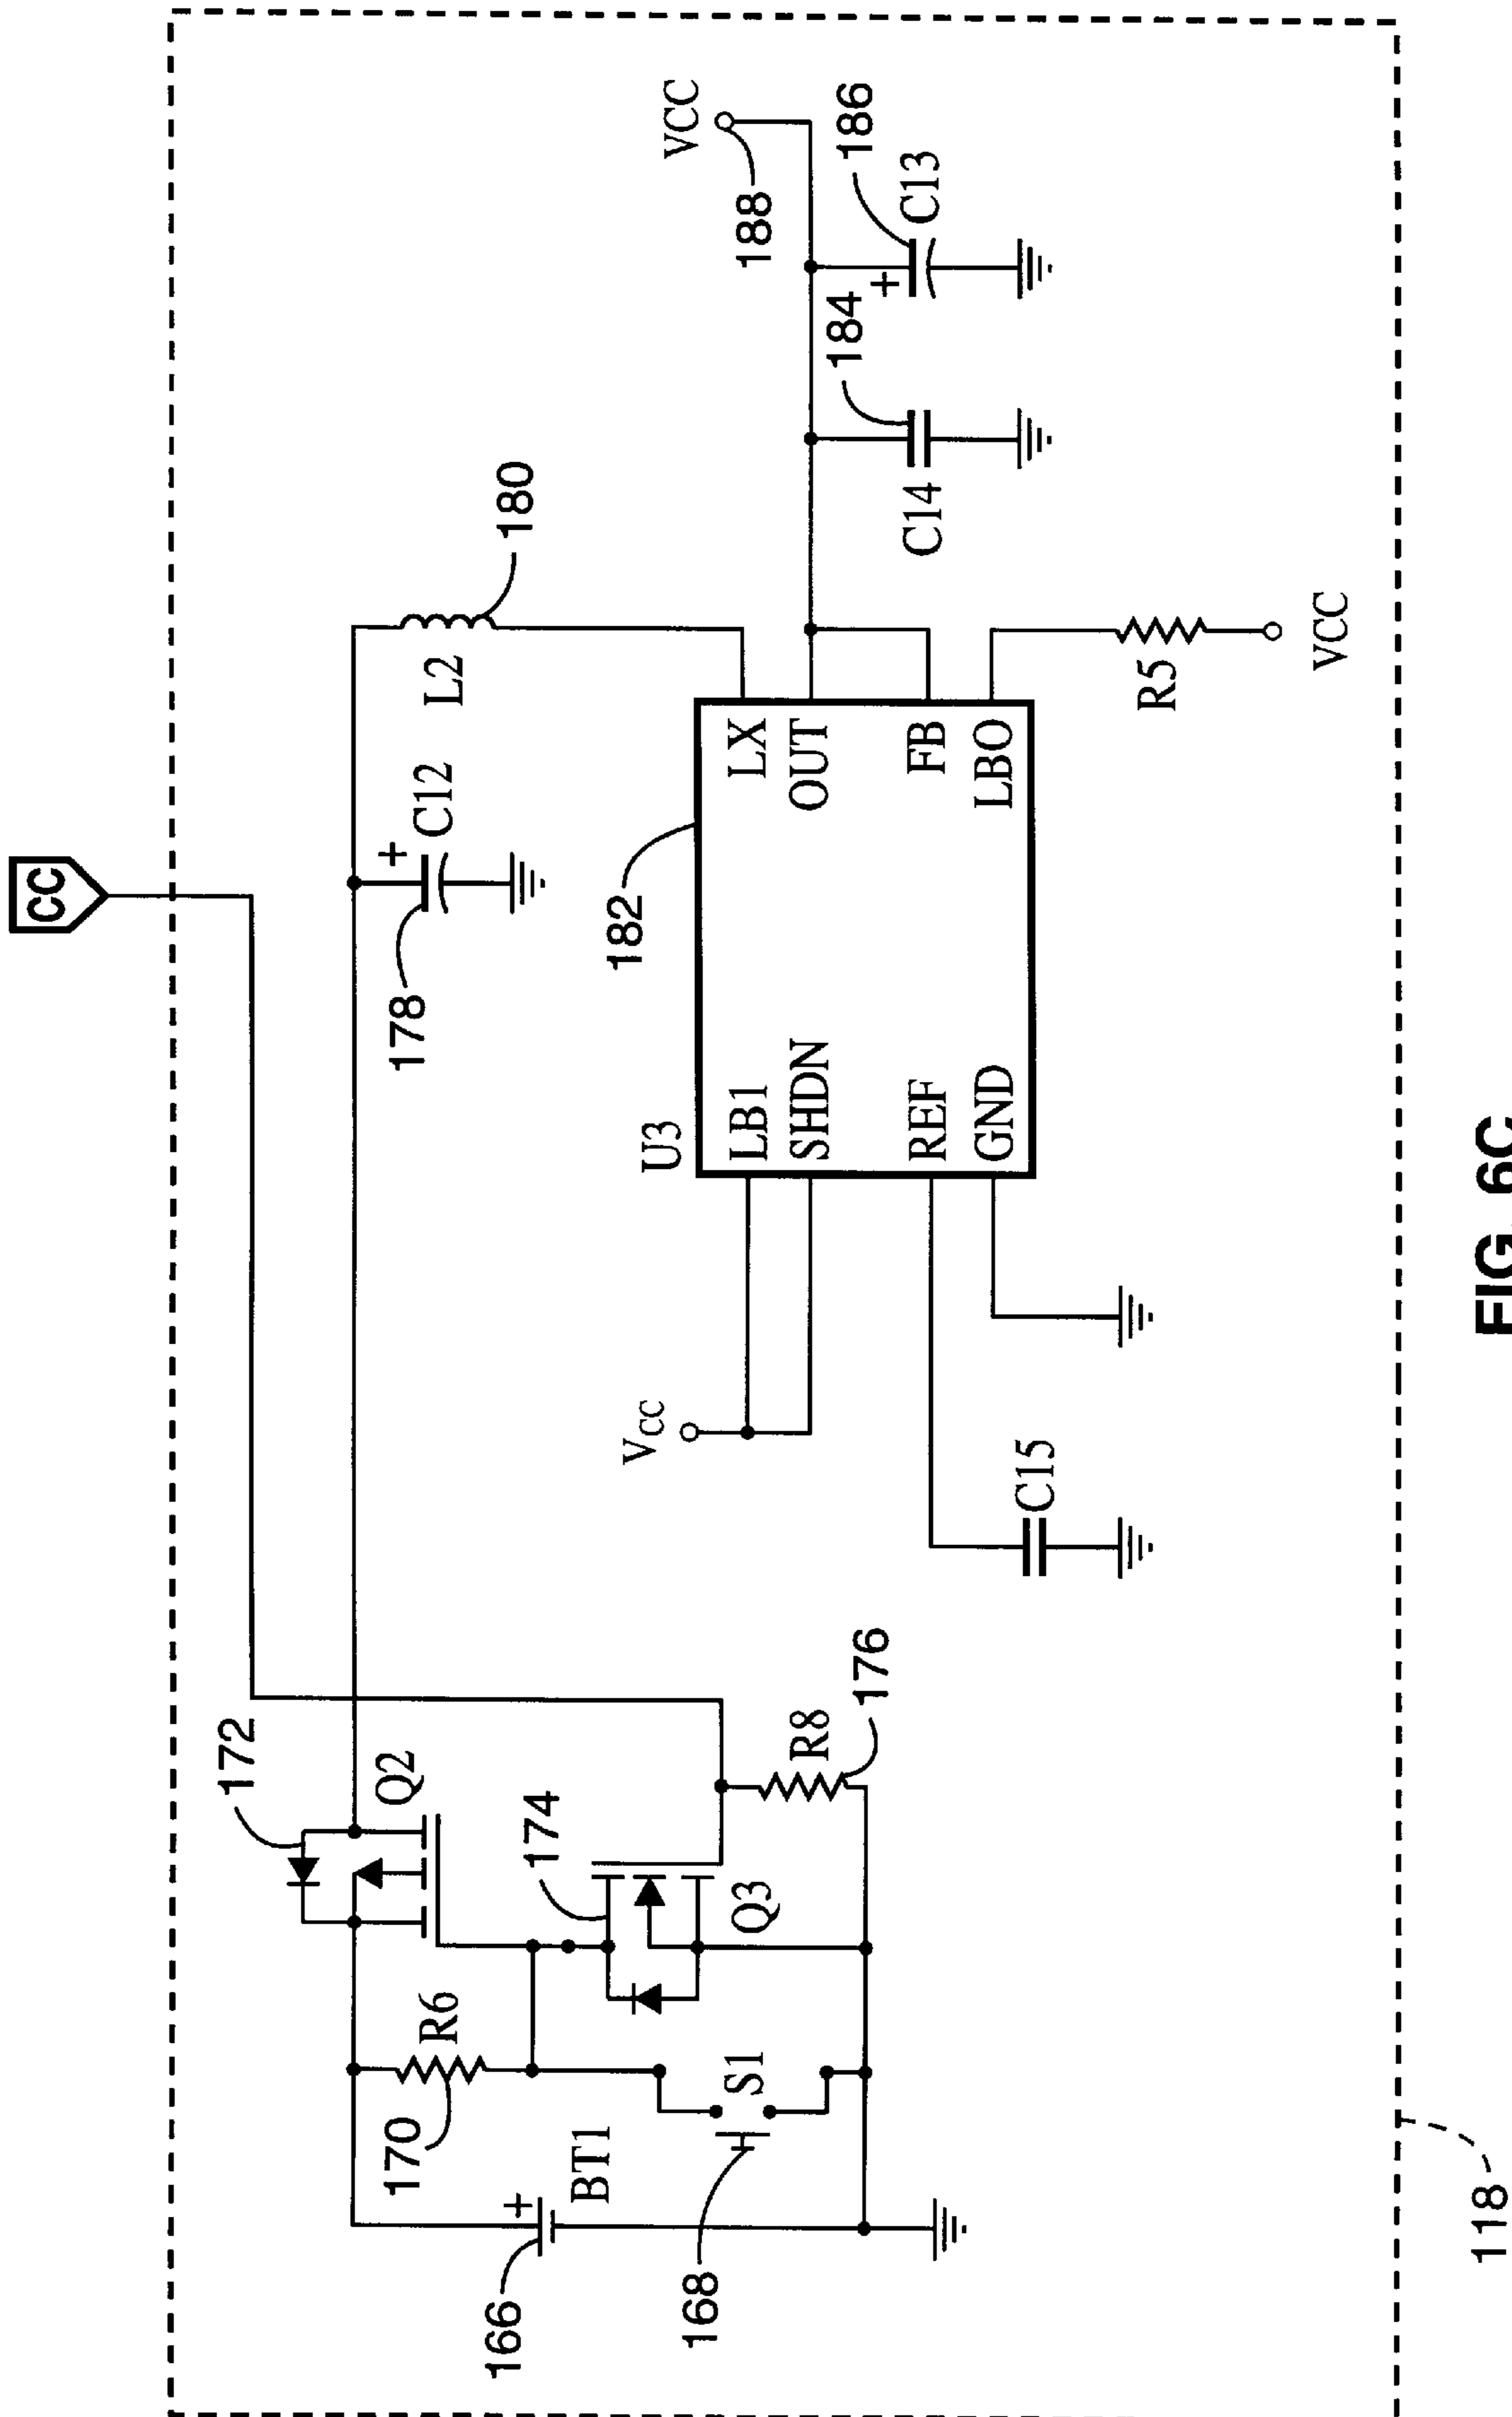 CC
172
Q2
170
R6
166
BT1
168
S1
174
Q3
R8
176
178
C12
L2
180
182
U3
LB1
SHDN
REF
GND
LX
OUT
FB
LBO
VCC
C15
R5
VCC
184
C14
186
C13
188
VCC
118
FIG. 6C